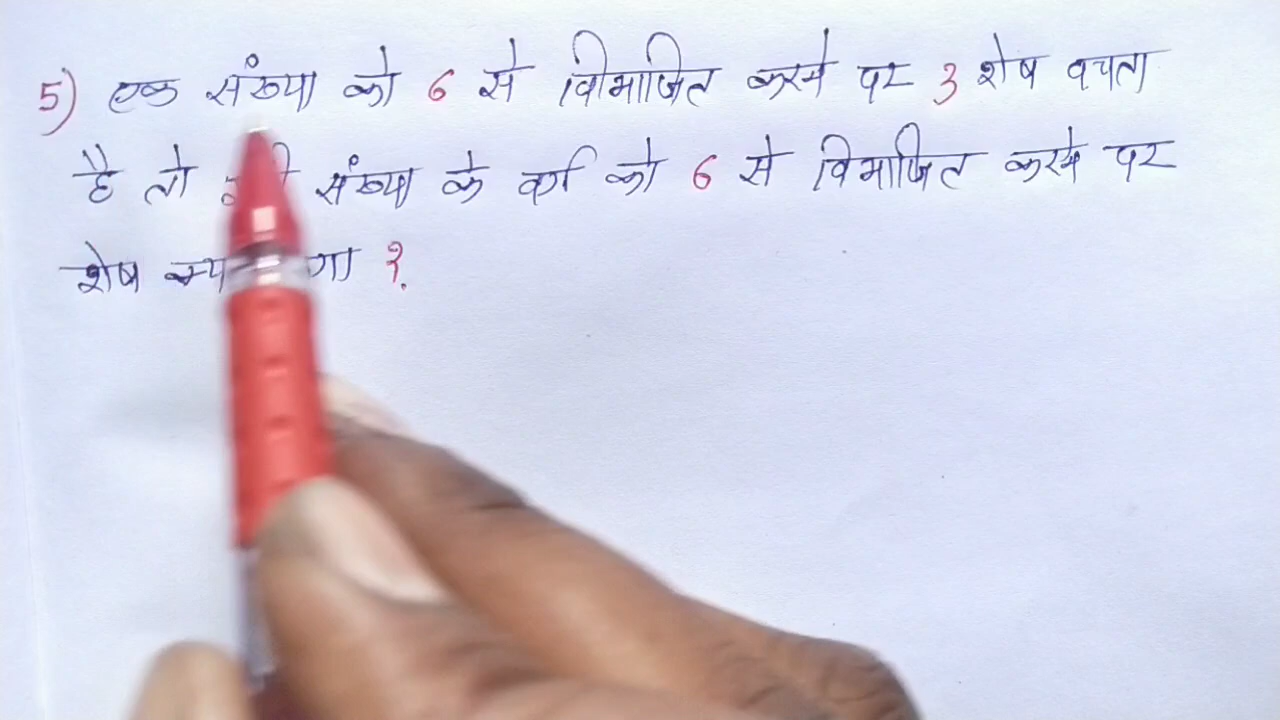 5) एक संख्या को 6 से विभाजित करने पर 3 शेष बचता
है तो संख्या के वर्ग को 6 से विभाजित करने पर
शेष ?